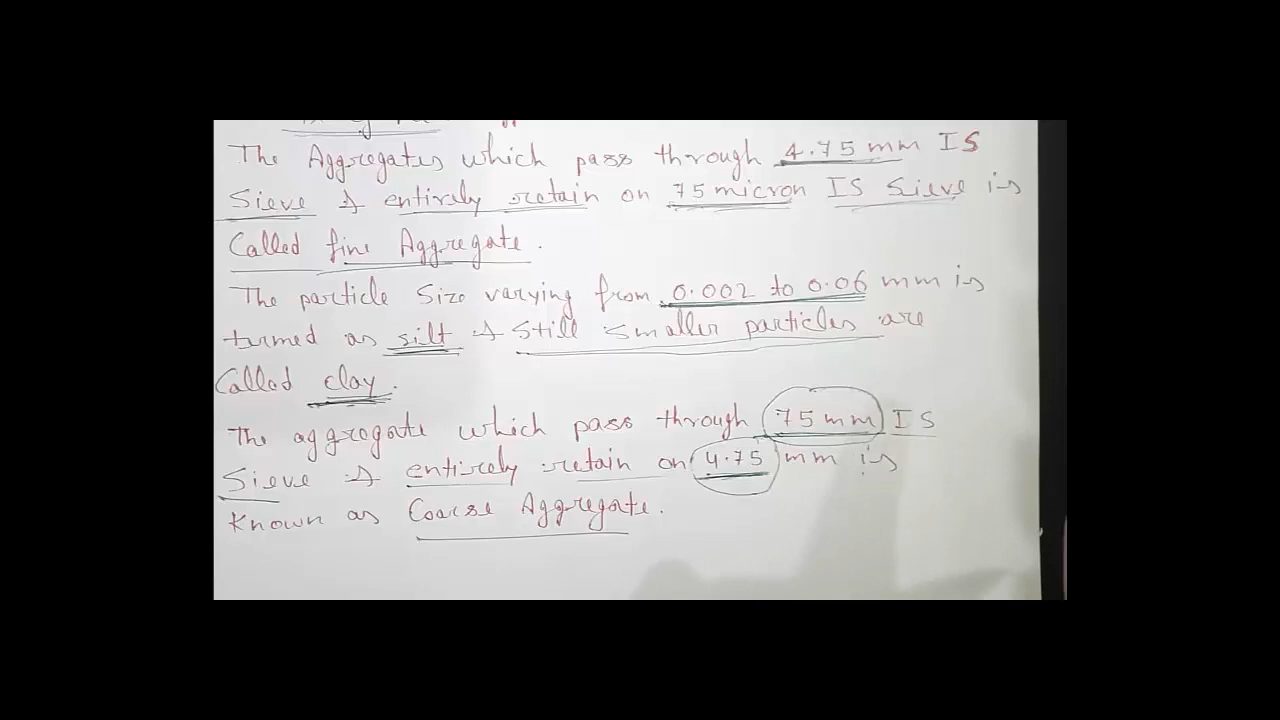 The Aggregates which pass through 4.75 mm IS
Sieve & entirely retain on 75 micron IS Sieve is
Called fine Aggregate.
The particle size varying from 0.002 to 0.06 mm is
turmed as silt & still smaller particles are
Called clay.
The aggregate which pass through 75 mm IS
Sieve & entirely retain on 4.75 mm is
Known as Coarse Aggregate.